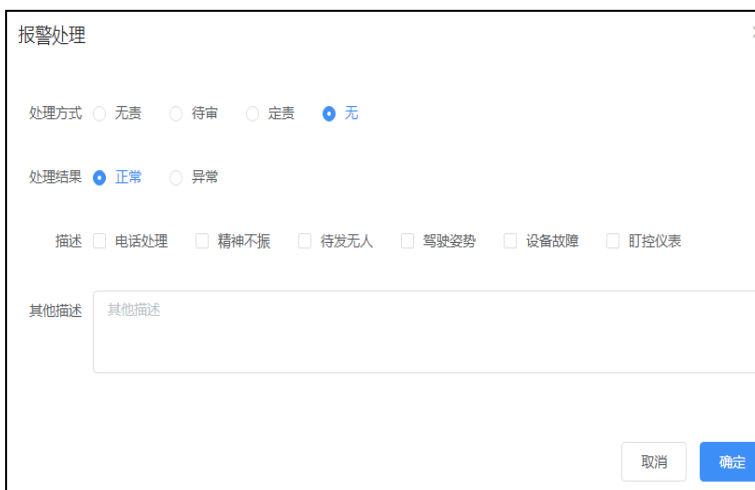 报警处理
处理方式 无责 待审 定责 无
处理结果 正常 异常
描述 电话处理 精神不振 待发无人 驾驶姿势 设备故障 盯控仪表
其他描述 其他描述
取消 确定